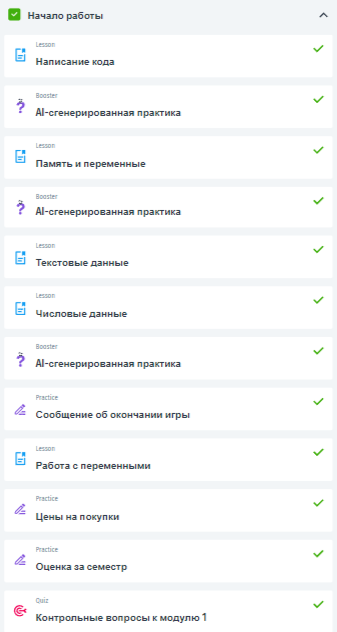 Начало работы
Lesson
Написание кода
Booster
AI-сгенерированная практика
Lesson
Память и переменные
Booster
AI-сгенерированная практика
Lesson
Текстовые данные
Lesson
Числовые данные
Booster
AI-сгенерированная практика
Practice
Сообщение об окончании игры
Lesson
Работа с переменными
Practice
Цены на покупки
Practice
Оценка за семестр
Quiz
Контрольные вопросы к модулю 1